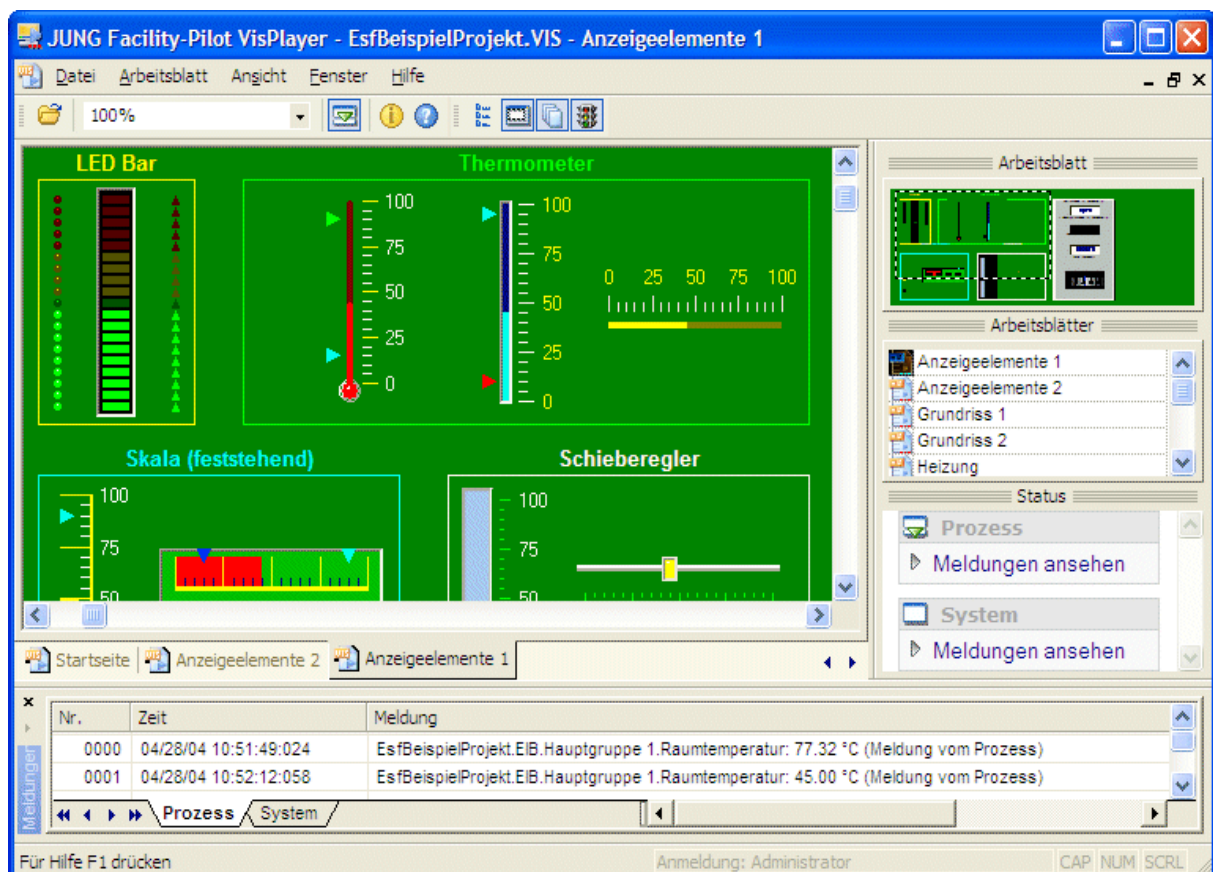 JUNG Facility-Pilot VisPlayer - EsfBeispielProjekt.VIS - Anzeigeelemente 1
Datei Arbeitsblatt Ansicht Fenster Hilfe
100%
LED Bar
Thermometer
100
75
50
25
0
100
75
50
25
0
0 25 50 75 100
Skala (feststehend)
100
75
50
Schieberegler
100
75
50
Arbeitsblatt
Arbeitsblätter
Anzeigeelemente 1
Anzeigeelemente 2
Grundriss 1
Grundriss 2
Heizung
Status
Prozess
Meldungen ansehen
System
Meldungen ansehen
Startseite Anzeigeelemente 2 Anzeigeelemente 1
Meldungen
Nr. Zeit Meldung
0000 04/28/04 10:51:49:024 EsfBeispielProjekt.EIB.Hauptgruppe 1.Raumtemperatur: 77.32 °C (Meldung vom Prozess)
0001 04/28/04 10:52:12:058 EsfBeispielProjekt.EIB.Hauptgruppe 1.Raumtemperatur: 45.00 °C (Meldung vom Prozess)
Prozess System
Für Hilfe F1 drücken Anmeldung: Administrator CAP NUM SCRL